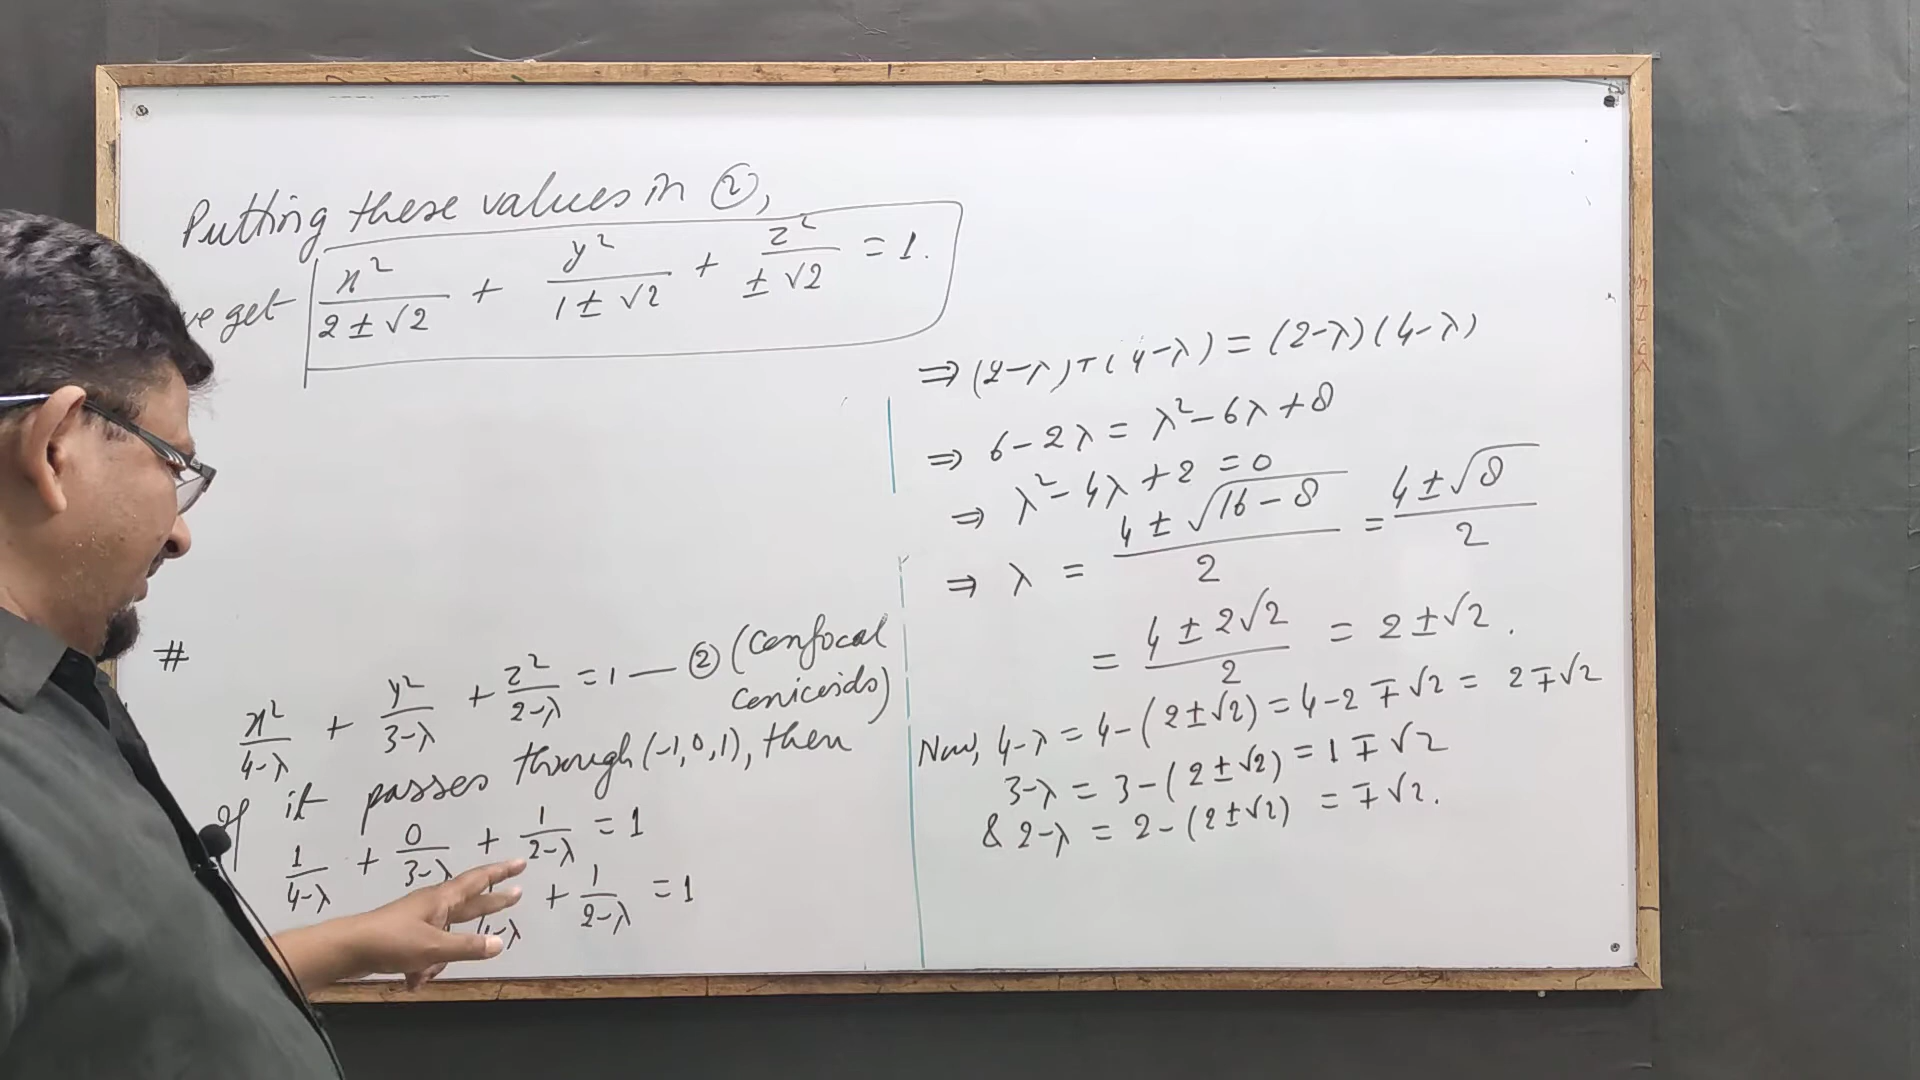 Putting these values in ②,
we get x²/(2 ± √2) + y²/(1 ± √2) + z²/(± √2) = 1.
#
x²/(4-λ) + y²/(3-λ) + z²/(2-λ) = 1 — ② (Confocal
Conicoids)
If it passes through (-1, 0, 1), then
1/(4-λ) + 0/(3-λ) + 1/(2-λ) = 1
+ 1/(2-λ) = 1
⇒ (2-λ) + (4-λ) = (2-λ)(4-λ)
⇒ 6 - 2λ = λ² - 6λ + 8
⇒ λ² - 4λ + 2 = 0
⇒ λ = (4 ± √(16 - 8))/2 = (4 ± √8)/2
= (4 ± 2√2)/2 = 2 ± √2.
Now, 4-λ = 4 - (2 ± √2) = 4 - 2 ∓ √2 = 2 ∓ √2
3-λ = 3 - (2 ± √2) = 1 ∓ √2
& 2-λ = 2 - (2 ± √2) = ∓ √2.